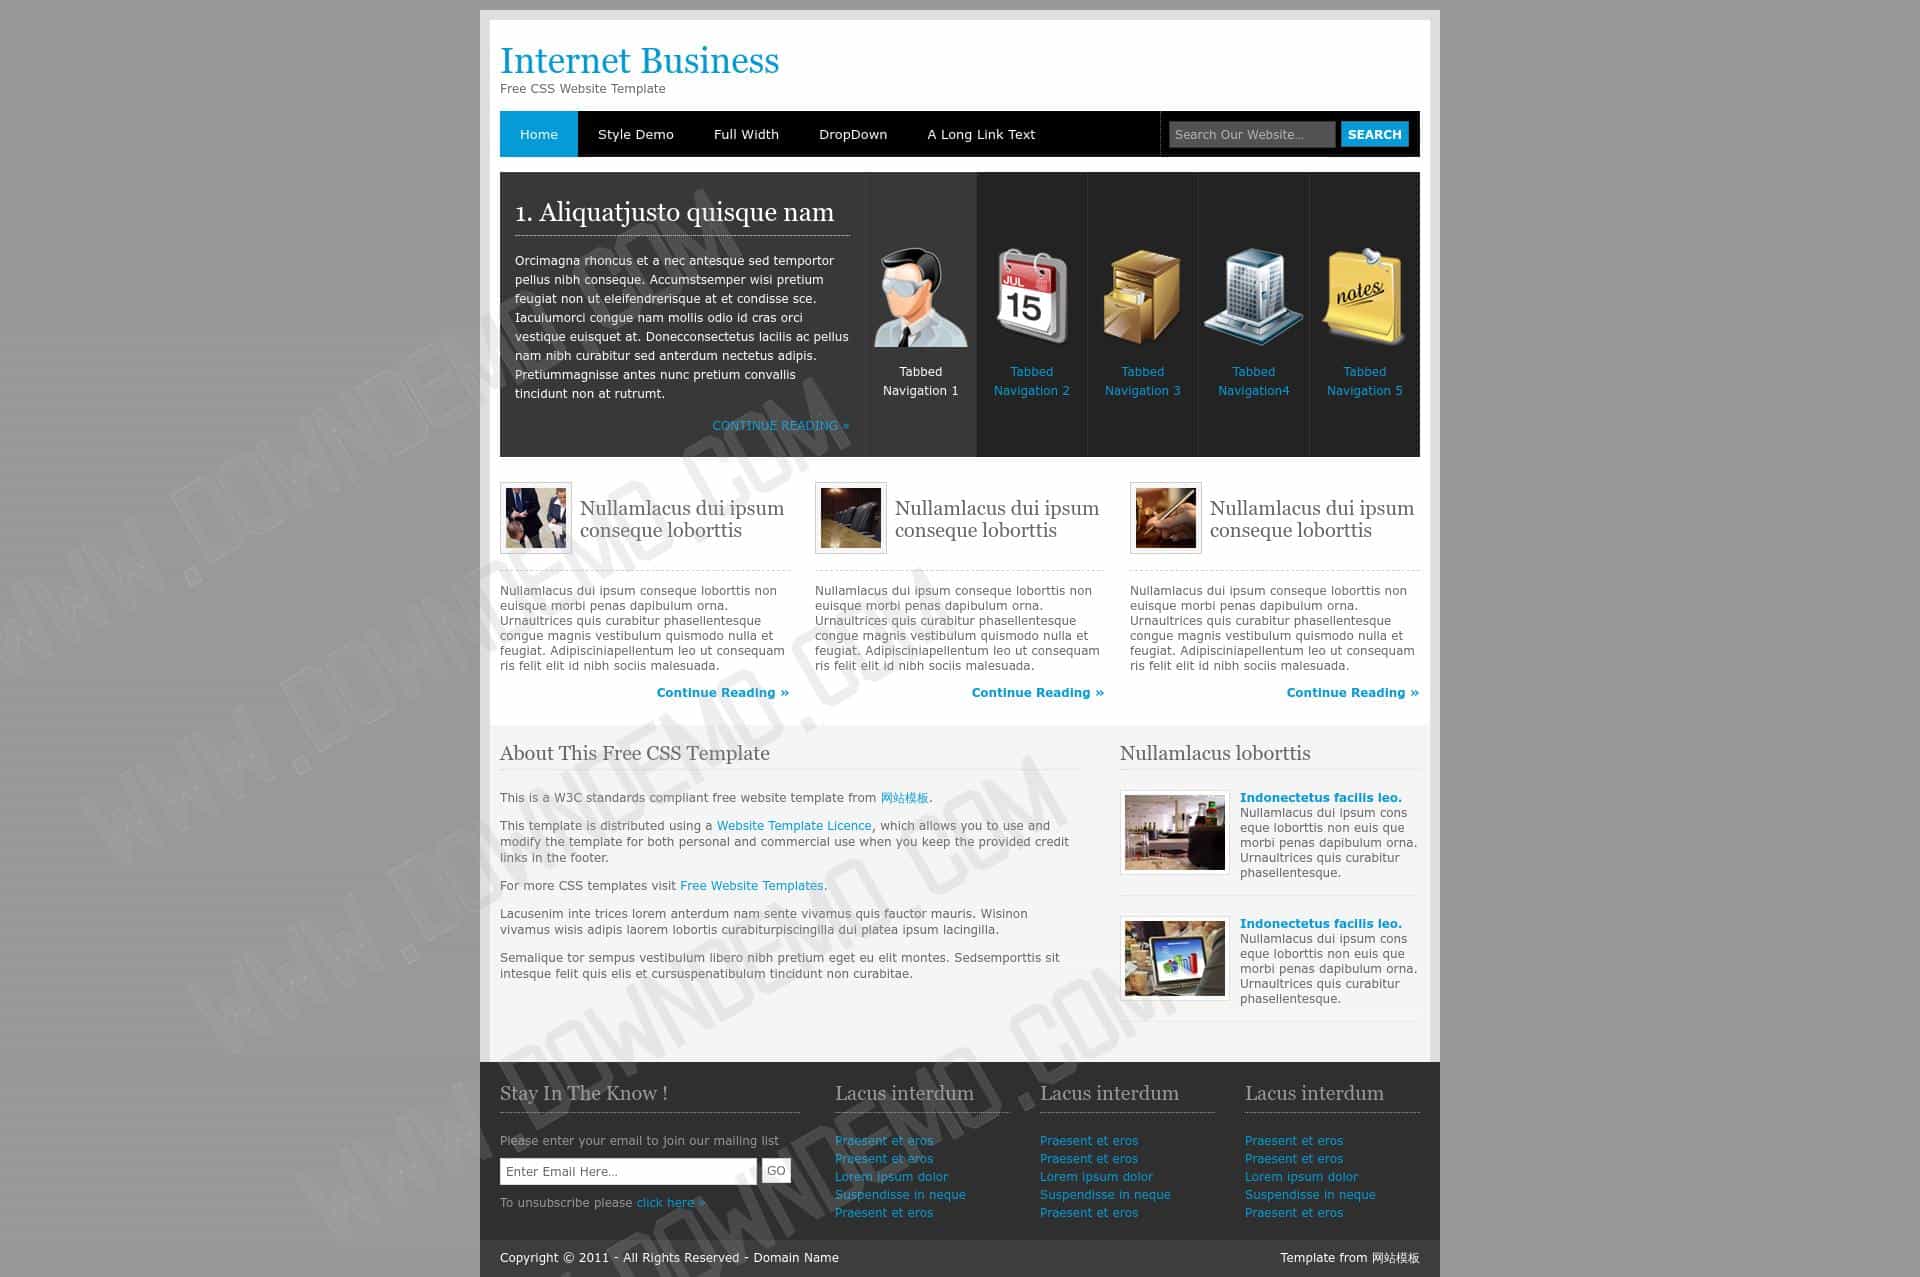 Internet Business
Free CSS Website Template
Home
Style Demo
Full Width
DropDown
A Long Link Text
Search Our Website…
SEARCH
1. Aliquatjusto quisque nam
Orcimagna rhoncus et a nec antesque sed temportor
pellus nibh conseque. Accumstsemper wisi pretium
feugiat non ut eleifendrerisque at et condisse sce.
Iaculumorci congue nam mollis odio id cras orci
vestique euisquet at. Donecconsectetus lacilis ac pellus
nam nibh curabitur sed anterdum nectetus adipis.
Pretiummagnisse antes nunc pretium convallis
tincidunt non at rutrumt.
CONTINUE READING »
Tabbed
Navigation 1
JUL
15
Tabbed
Navigation 2
Tabbed
Navigation 3
Tabbed
Navigation4
notes
Tabbed
Navigation 5
Nullamlacus dui ipsum
conseque loborttis
Nullamlacus dui ipsum conseque loborttis non
euisque morbi penas dapibulum orna.
Urnaultrices quis curabitur phasellentesque
congue magnis vestibulum quismodo nulla et
feugiat. Adipisciniapellentum leo ut consequam
ris felit elit id nibh sociis malesuada.
Continue Reading »
Nullamlacus dui ipsum
conseque loborttis
Nullamlacus dui ipsum conseque loborttis non
euisque morbi penas dapibulum orna.
Urnaultrices quis curabitur phasellentesque
congue magnis vestibulum quismodo nulla et
feugiat. Adipisciniapellentum leo ut consequam
ris felit elit id nibh sociis malesuada.
Continue Reading »
Nullamlacus dui ipsum
conseque loborttis
Nullamlacus dui ipsum conseque loborttis non
euisque morbi penas dapibulum orna.
Urnaultrices quis curabitur phasellentesque
congue magnis vestibulum quismodo nulla et
feugiat. Adipisciniapellentum leo ut consequam
ris felit elit id nibh sociis malesuada.
Continue Reading »
About This Free CSS Template
This is a W3C standards compliant free website template from 网站模板.
This template is distributed using a Website Template Licence, which allows you to use and
modify the template for both personal and commercial use when you keep the provided credit
links in the footer.
For more CSS templates visit Free Website Templates.
Lacusenim inte trices lorem anterdum nam sente vivamus quis fauctor mauris. Wisinon
vivamus wisis adipis laorem lobortis curabiturpiscingilla dui platea ipsum lacingilla.
Semalique tor sempus vestibulum libero nibh pretium eget eu elit montes. Sedsemporttis sit
intesque felit quis elis et cursuspenatibulum tincidunt non curabitae.
Nullamlacus loborttis
Indonectetus facilis leo.
Nullamlacus dui ipsum cons
eque loborttis non euis que
morbi penas dapibulum orna.
Urnaultrices quis curabitur
phasellentesque.
Indonectetus facilis leo.
Nullamlacus dui ipsum cons
eque loborttis non euis que
morbi penas dapibulum orna.
Urnaultrices quis curabitur
phasellentesque.
Stay In The Know !
Please enter your email to join our mailing list
Enter Email Here…
GO
To unsubscribe please click here »
Lacus interdum
Praesent et eros
Praesent et eros
Lorem ipsum dolor
Suspendisse in neque
Praesent et eros
Lacus interdum
Praesent et eros
Praesent et eros
Lorem ipsum dolor
Suspendisse in neque
Praesent et eros
Lacus interdum
Praesent et eros
Praesent et eros
Lorem ipsum dolor
Suspendisse in neque
Praesent et eros
Copyright © 2011 - All Rights Reserved - Domain Name
Template from 网站模板
WWW.DOWNDEMO.COM
WWW.DOWNDEMO.COM
WWW.DOWNDEMO.COM
WWW.DOWNDEMO.COM
WWW.DOWNDEMO.COM